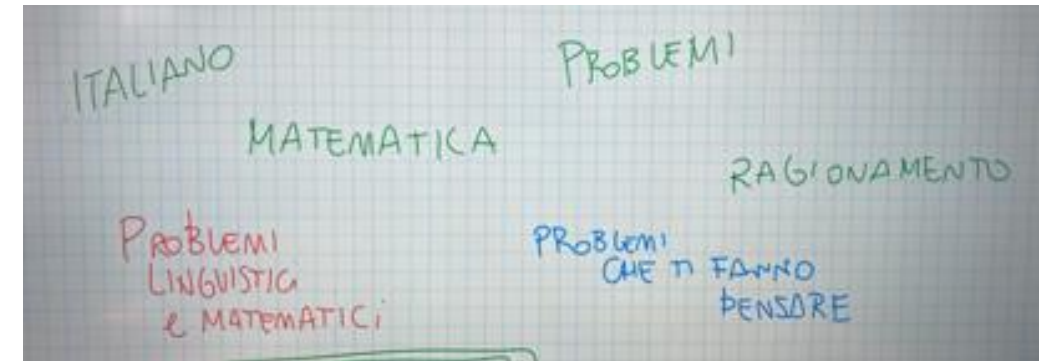 ITALIANO
PROBLEMI
MATEMATICA
RAGIONAMENTO
PROBLEMI
LINGUISTICI
e MATEMATICI
PROBLEMI
CHE TI FANNO
PENSARE